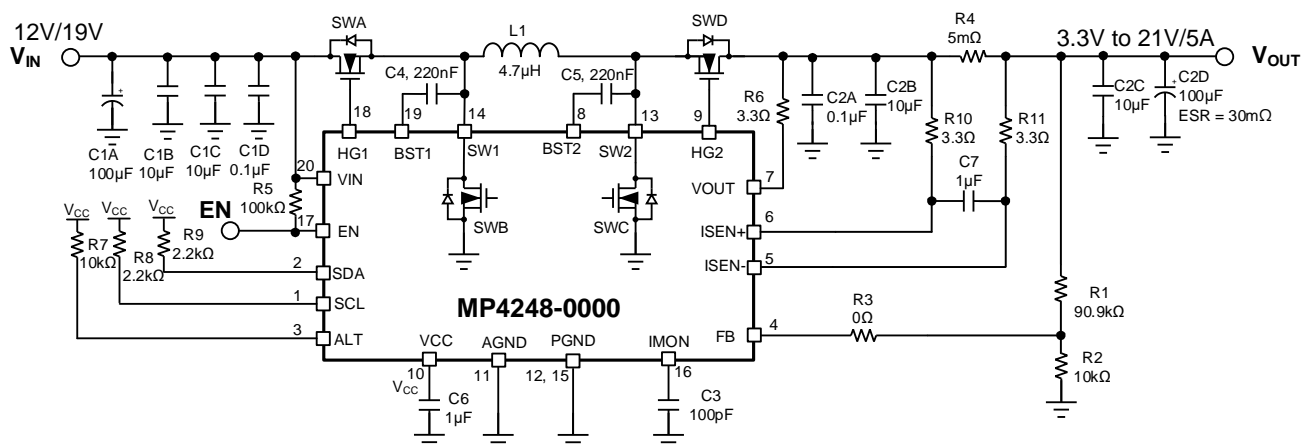 12V/19V
V_IN
SWA
L1
4.7µH
SWD
R4
5mΩ
3.3V to 21V/5A
V_OUT
C4, 220nF
C5, 220nF
+
C1A
100µF
C1B
10µF
C1C
10µF
C1D
0.1µF
18
19
14
8
13
9
HG1
BST1
SW1
BST2
SW2
HG2
R6
3.3Ω
C2A
0.1µF
C2B
10µF
R10
3.3Ω
R11
3.3Ω
C7
1µF
C2C
10µF
+
C2D
100µF
ESR = 30mΩ
20
VIN
R5
100kΩ
EN
17
EN
VOUT
7
SWB
SWC
ISEN+
6
ISEN-
5
V_CC
V_CC
V_CC
R7
10kΩ
R8
2.2kΩ
R9
2.2kΩ
2
SDA
1
SCL
3
ALT
MP4248-0000
FB
4
R3
0Ω
R1
90.9kΩ
R2
10kΩ
VCC
AGND
PGND
IMON
10
11
12, 15
16
V_CC
C6
1µF
C3
100pF